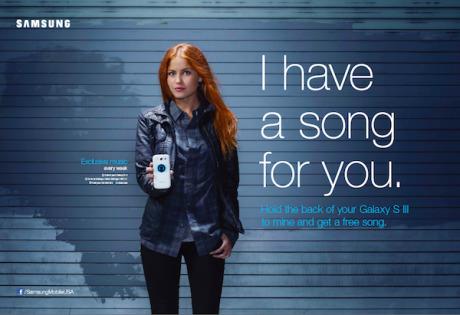 SAMSUNG
I have
a song
for you.
Hold the back of your Galaxy S III
to mine and get a free song.
Exclusive music
every week
/SamsungMobileUSA